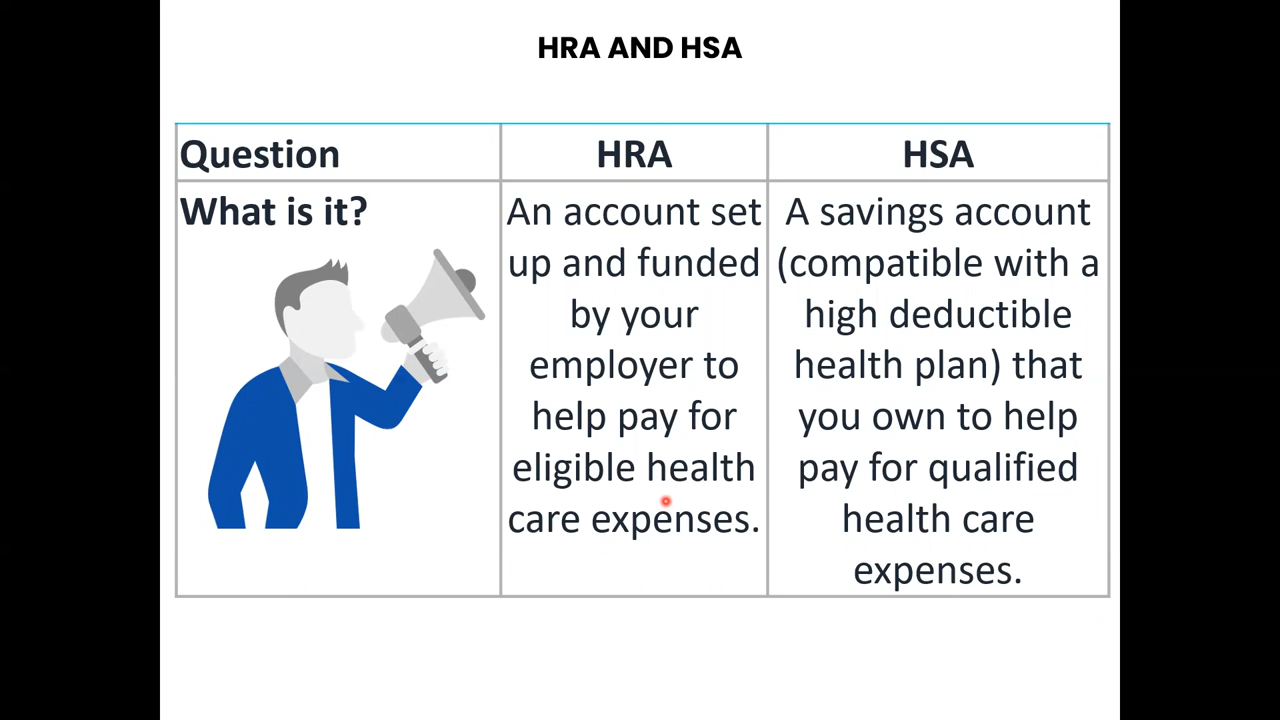 HRA AND HSA
Question
HRA
HSA
What is it?
An account set
up and funded
by your
employer to
help pay for
eligible health
care expenses.
A savings account
(compatible with a
high deductible
health plan) that
you own to help
pay for qualified
health care
expenses.